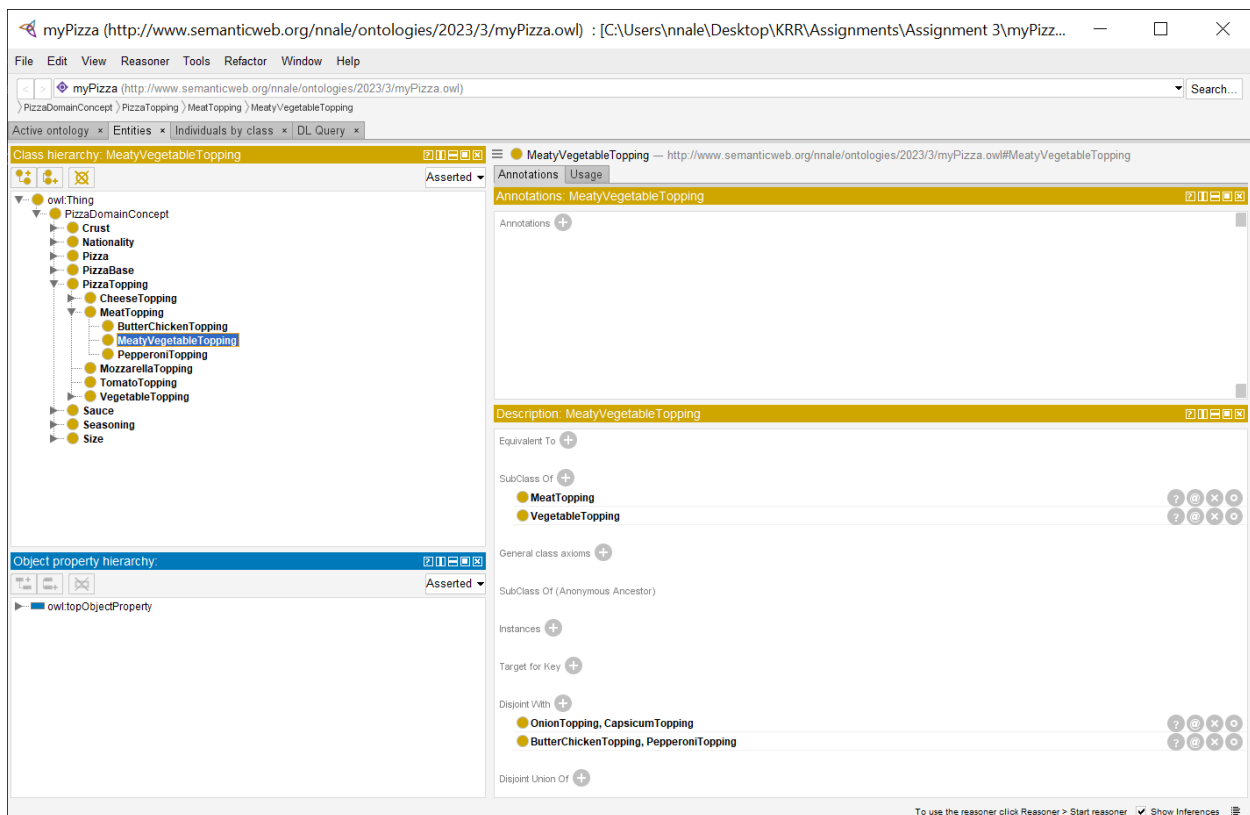 myPizza (http://www.semanticweb.org/nnale/ontologies/2023/3/myPizza.owl) : [C:\Users\nnale\Desktop\KRR\Assignments\Assignment 3\myPizz...
File Edit View Reasoner Tools Refactor Window Help
< > myPizza (http://www.semanticweb.org/nnale/ontologies/2023/3/myPizza.owl) Search...
〉PizzaDomainConcept 〉PizzaTopping 〉MeatTopping 〉MeatyVegetableTopping
Active ontology × Entities × Individuals by class × DL Query ×
Class hierarchy: MeatyVegetableTopping
Asserted
owl:Thing
PizzaDomainConcept
Crust
Nationality
Pizza
PizzaBase
PizzaTopping
CheeseTopping
MeatTopping
ButterChickenTopping
MeatyVegetableTopping
PepperoniTopping
MozzarellaTopping
TomatoTopping
VegetableTopping
Sauce
Seasoning
Size
Object property hierarchy:
Asserted
owl:topObjectProperty
MeatyVegetableTopping — http://www.semanticweb.org/nnale/ontologies/2023/3/myPizza.owl#MeatyVegetableTopping
Annotations Usage
Annotations: MeatyVegetableTopping
Annotations
Description: MeatyVegetableTopping
Equivalent To
SubClass Of
MeatTopping
VegetableTopping
General class axioms
SubClass Of (Anonymous Ancestor)
Instances
Target for Key
Disjoint With
OnionTopping, CapsicumTopping
ButterChickenTopping, PepperoniTopping
Disjoint Union Of
To use the reasoner click Reasoner > Start reasoner Show Inferences